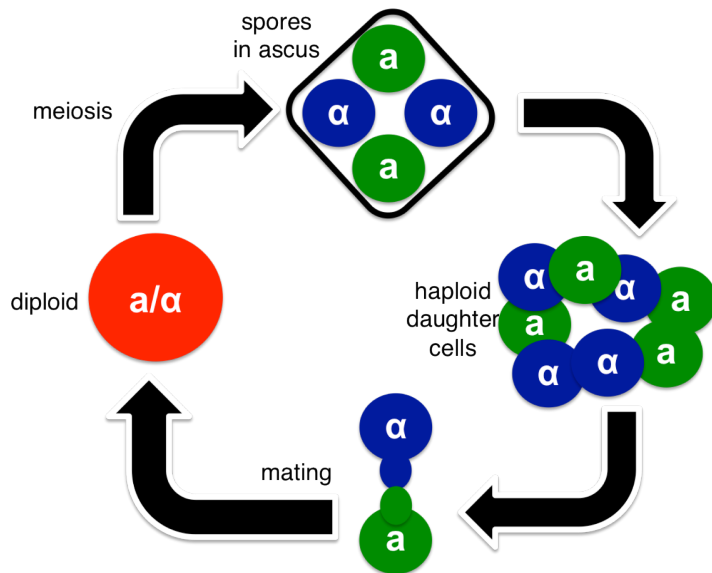 spores
in ascus
a
α
α
a
meiosis
diploid
a/α
haploid
daughter
cells
α
a
α
a
a
a
α
α
mating
α
a